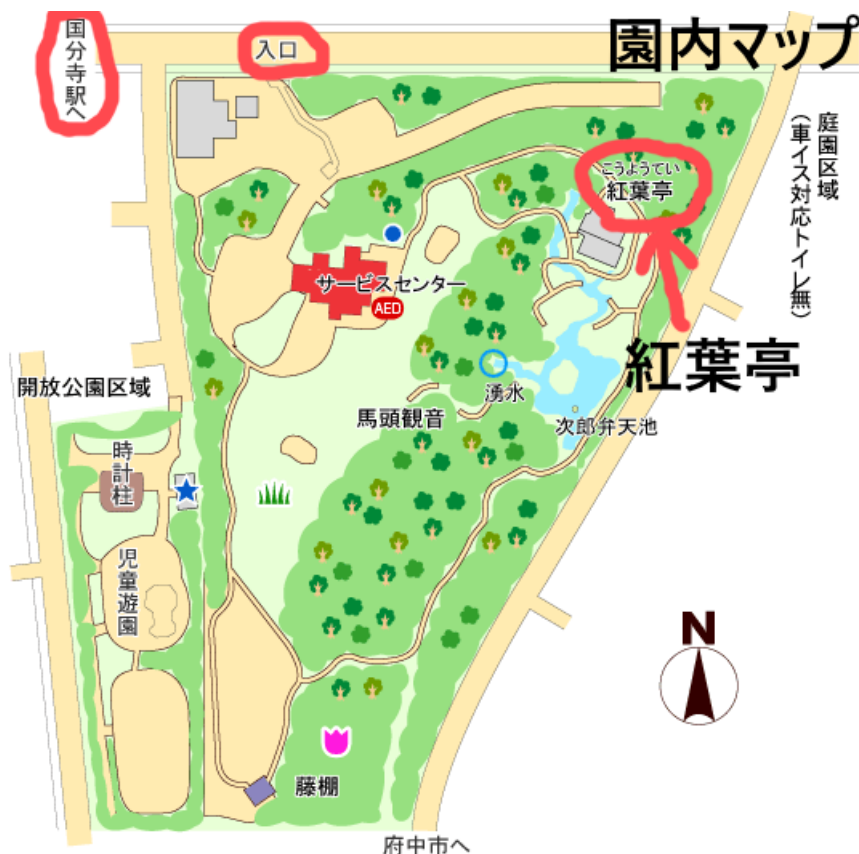 園内マップ
国分寺駅へ
入口
庭園区域
(車イス対応トイレ無)
こうようてい
紅葉亭
サービスセンター
AED
紅葉亭
開放公園区域
湧水
馬頭観音
次郎弁天池
時計柱
児童遊園
N
藤棚
府中市へ